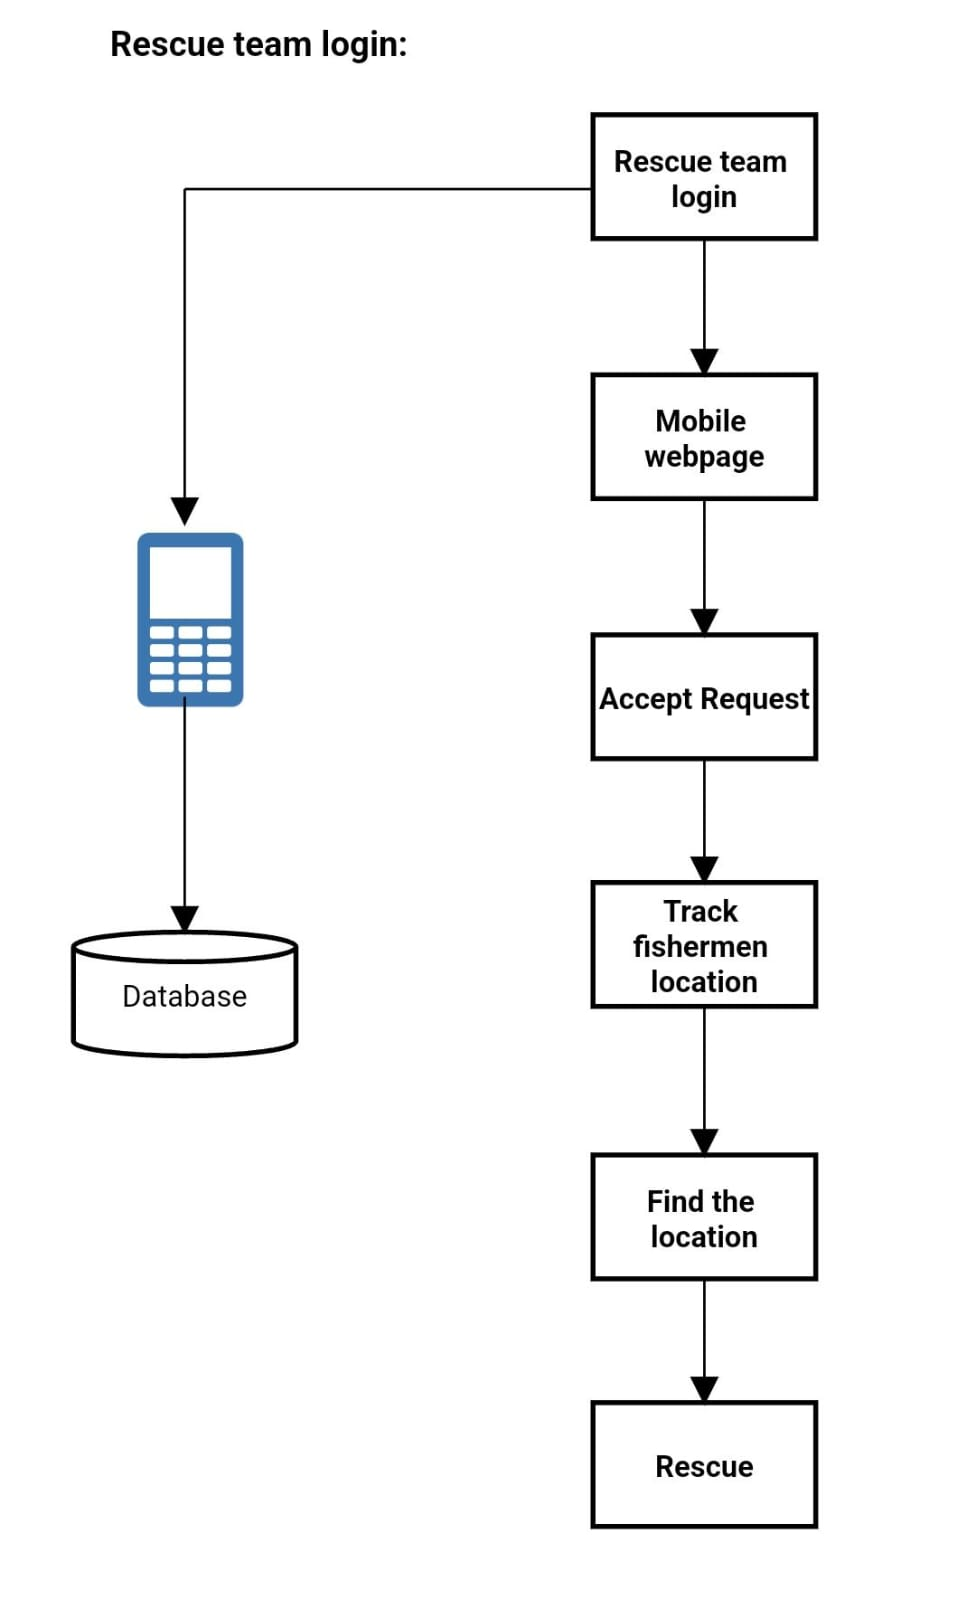 Rescue team login:
Rescue team
login
Mobile
webpage
Accept Request
Track
fishermen
location
Database
Find the
location
Rescue